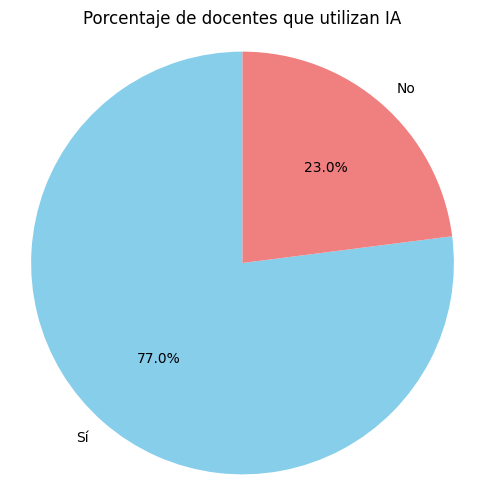 Porcentaje de docentes que utilizan IA
No
23.0%
77.0%
Sí